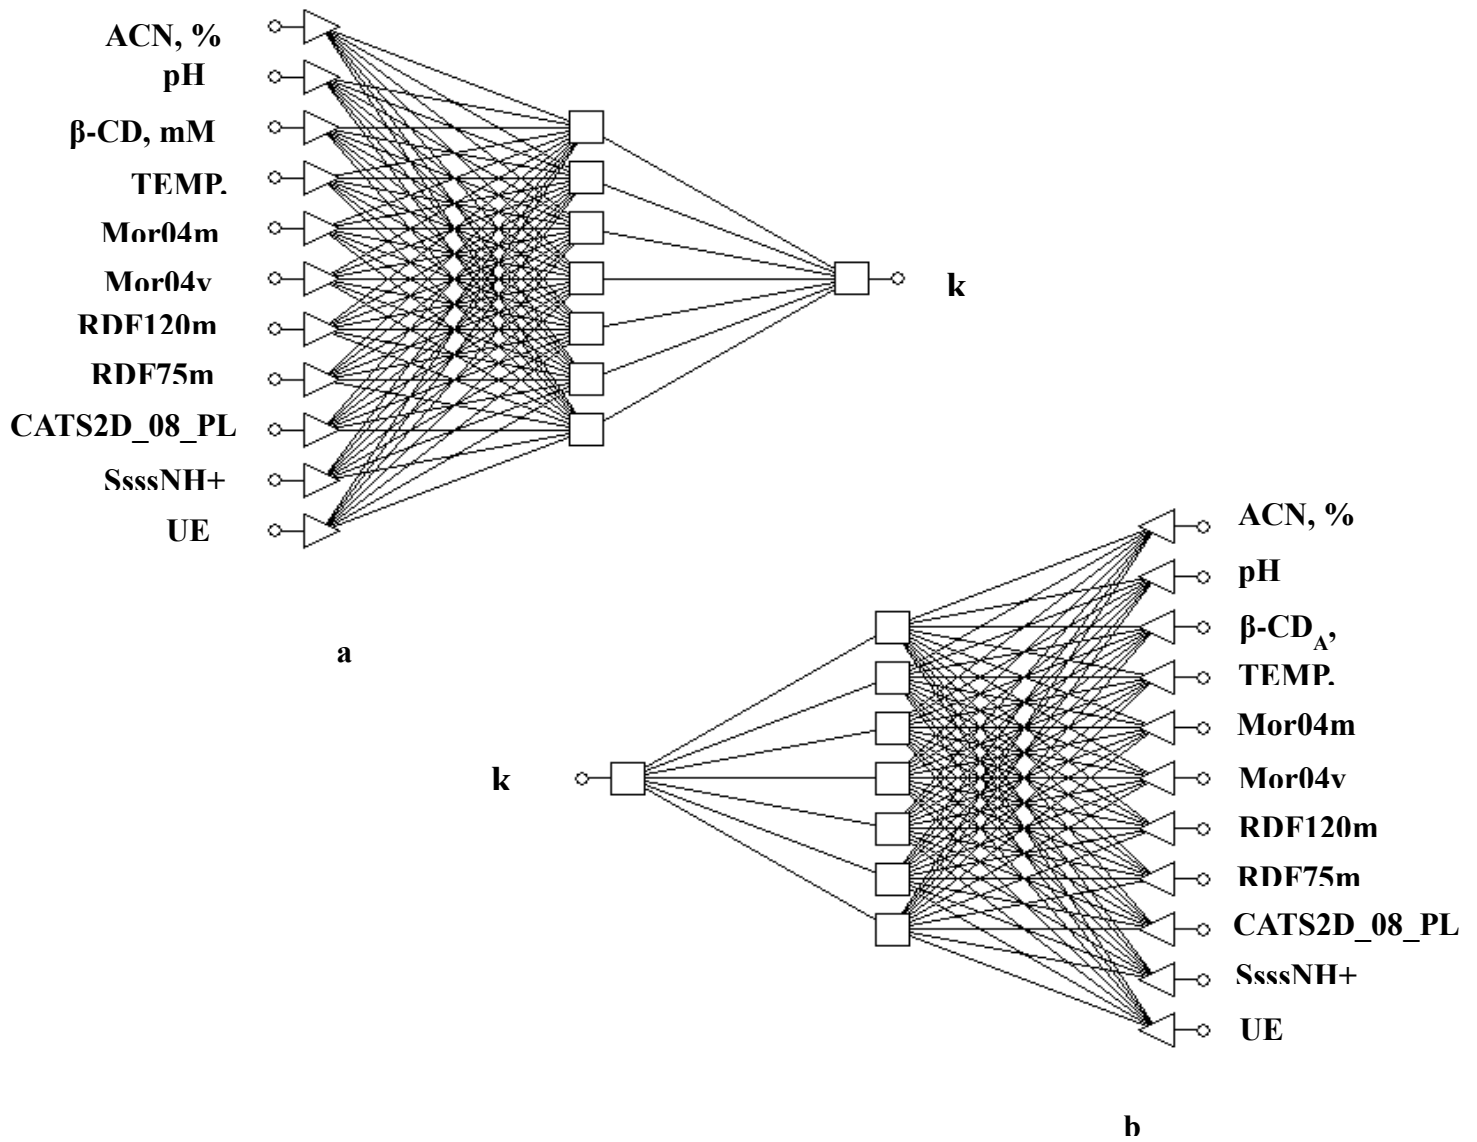 ACN, %
pH
β-CD, mM
TEMP.
Mor04m
Mor04v
RDF120m
RDF75m
CATS2D_08_PL
SsssNH+
UE
k
a
ACN, %
pH
β-CD_A,
TEMP.
Mor04m
Mor04v
RDF120m
RDF75m
CATS2D_08_PL
SsssNH+
UE
k
b